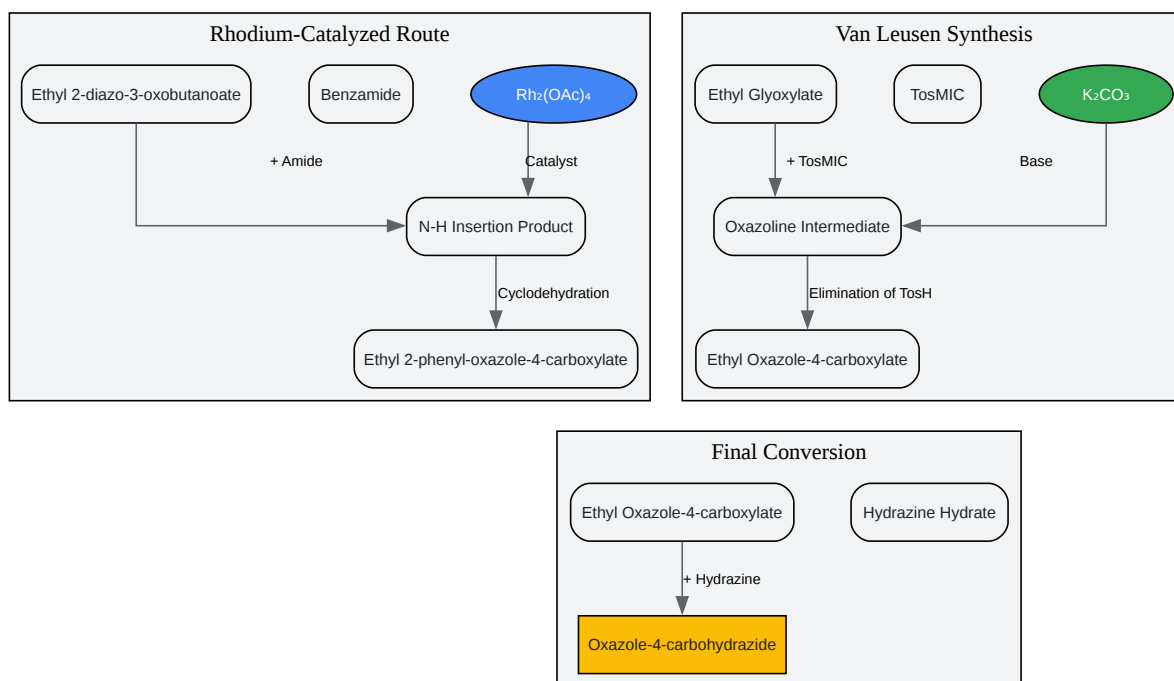 Rhodium-Catalyzed Route
Ethyl 2-diazo-3-oxobutanoate
Benzamide
Rh₂(OAc)₄
+ Amide
Catalyst
N-H Insertion Product
Cyclodehydration
Ethyl 2-phenyl-oxazole-4-carboxylate
Van Leusen Synthesis
Ethyl Glyoxylate
TosMIC
K₂CO₃
+ TosMIC
Base
Oxazoline Intermediate
Elimination of TosH
Ethyl Oxazole-4-carboxylate
Final Conversion
Ethyl Oxazole-4-carboxylate
Hydrazine Hydrate
+ Hydrazine
Oxazole-4-carbohydrazide